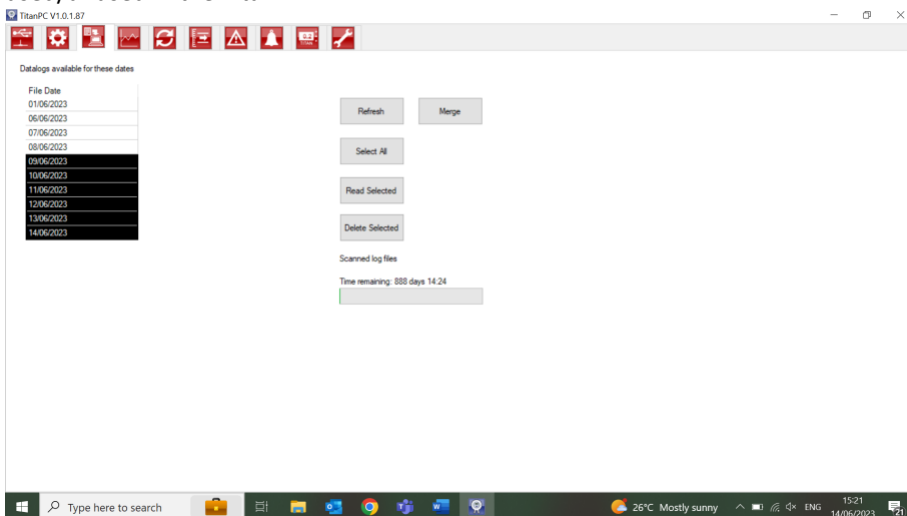 TitanPC V1.0.1.87
Datalogs available for these dates
File Date
01/06/2023
06/06/2023
07/06/2023
08/06/2023
09/06/2023
10/06/2023
11/06/2023
12/06/2023
13/06/2023
14/06/2023
Refresh Merge
Select All
Read Selected
Delete Selected
Scanned log files
Time remaining: 888 days 14:24
Type here to search
26°C Mostly sunny
ENG
15:21
14/06/2023
21